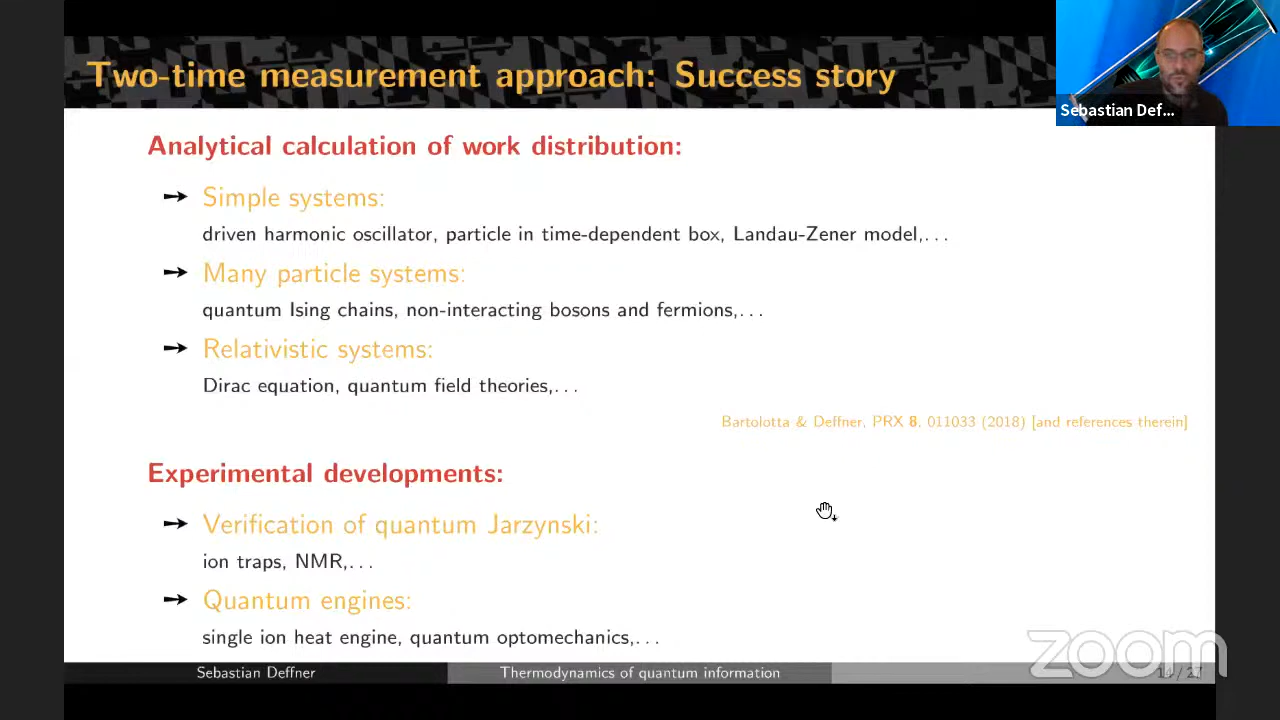 Two-time measurement approach: Success story
Sebastian Def...
Analytical calculation of work distribution:
Simple systems:
driven harmonic oscillator, particle in time-dependent box, Landau-Zener model,...
Many particle systems:
quantum Ising chains, non-interacting bosons and fermions,...
Relativistic systems:
Dirac equation, quantum field theories,...
Bartolotta & Deffner, PRX 8, 011033 (2018) [and references therein]
Experimental developments:
Verification of quantum Jarzynski:
ion traps, NMR,...
Quantum engines:
single ion heat engine, quantum optomechanics,...
zoom
Sebastian Deffner
Thermodynamics of quantum information
14 / 27